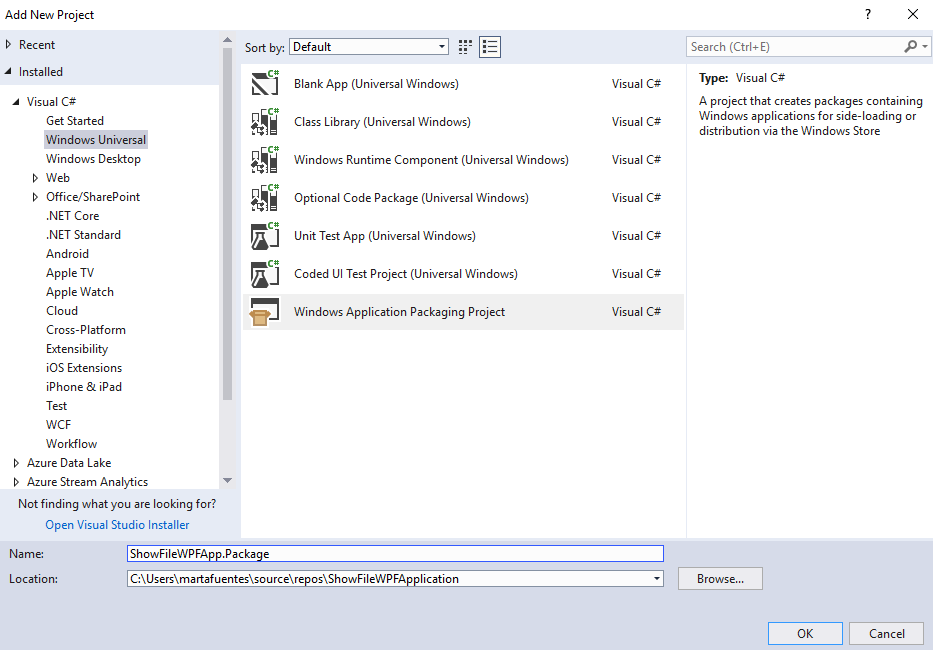 Add New Project
?
Recent
Installed
Visual C#
Get Started
Windows Universal
Windows Desktop
Web
Office/SharePoint
.NET Core
.NET Standard
Android
Apple TV
Apple Watch
Cloud
Cross-Platform
Extensibility
iOS Extensions
iPhone & iPad
Test
WCF
Workflow
Azure Data Lake
Azure Stream Analytics
Not finding what you are looking for?
Open Visual Studio Installer
Sort by: Default
C# Blank App (Universal Windows) Visual C#
C# Class Library (Universal Windows) Visual C#
C# Windows Runtime Component (Universal Windows) Visual C#
C# Optional Code Package (Universal Windows) Visual C#
C# Unit Test App (Universal Windows) Visual C#
C# Coded UI Test Project (Universal Windows) Visual C#
Windows Application Packaging Project Visual C#
Search (Ctrl+E)
Type: Visual C#
A project that creates packages containing
Windows applications for side-loading or
distribution via the Windows Store
Name: ShowFileWPFApp.Package
Location: C:\Users\martafuentes\source\repos\ShowFileWPFApplication
Browse...
OK Cancel